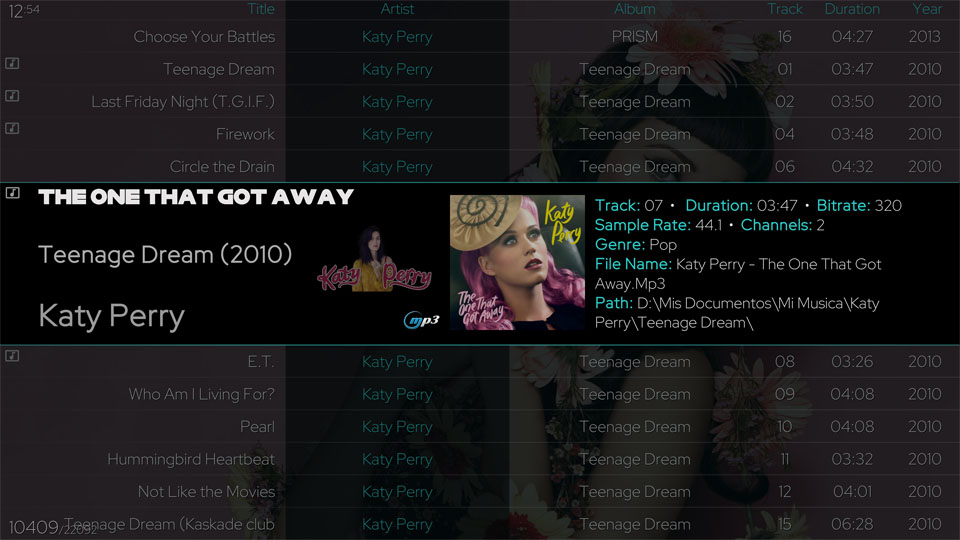 12:54 Title Artist Album Track Duration Year
Choose Your Battles Katy Perry PRISM 16 04:27 2013
Teenage Dream Katy Perry Teenage Dream 01 03:47 2010
Last Friday Night (T.G.I.F.) Katy Perry Teenage Dream 02 03:50 2010
Firework Katy Perry Teenage Dream 04 03:48 2010
Circle the Drain Katy Perry Teenage Dream 06 04:32 2010
THE ONE THAT GOT AWAY
Teenage Dream (2010)
Katy Perry
Katy Perry
mp3
Katy
Perry
The
One That
Got Away
Track: 07 • Duration: 03:47 • Bitrate: 320
Sample Rate: 44.1 • Channels: 2
Genre: Pop
File Name: Katy Perry - The One That Got
Away.Mp3
Path: D:\Mis Documentos\Mi Musica\Katy
Perry\Teenage Dream\
E.T. Katy Perry Teenage Dream 08 03:26 2010
Who Am I Living For? Katy Perry Teenage Dream 09 04:08 2010
Pearl Katy Perry Teenage Dream 10 04:08 2010
Hummingbird Heartbeat Katy Perry Teenage Dream 11 03:32 2010
Not Like the Movies Katy Perry Teenage Dream 12 04:01 2010
Teenage Dream (Kaskade club Katy Perry Teenage Dream 15 06:28 2010
10409